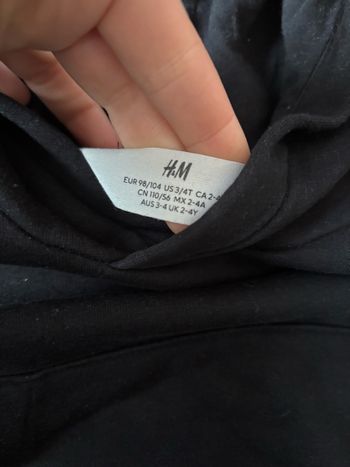 H&M
EUR 98/104 US 3/4T CA 2-4
CN 110/56 MX 2-4A
AUS 3-4 UK 2-4Y